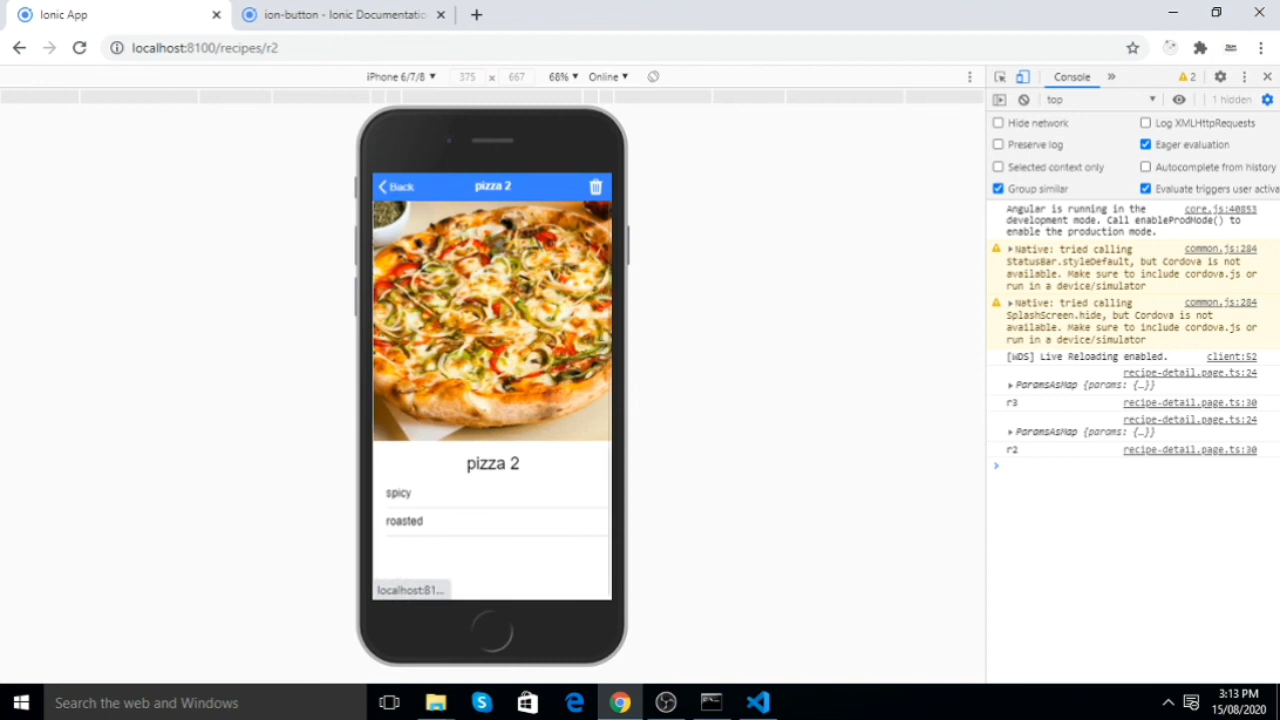 Ionic App
ion-button - Ionic Documentatio
localhost:8100/recipes/r2
iPhone 6/7/8 ▼ 375 x 667 68% ▼ Online ▼
Console » 2
top ▼ 1 hidden
Hide network Log XMLHttpRequests
Preserve log Eager evaluation
Selected context only Autocomplete from history
Group similar Evaluate triggers user activa
Angular is running in the core.js:40853
development mode. Call enableProdMode() to
enable the production mode.
Native: tried calling common.js:284
StatusBar.styleDefault, but Cordova is not
available. Make sure to include cordova.js or
run in a device/simulator
Native: tried calling common.js:284
SplashScreen.hide, but Cordova is not
available. Make sure to include cordova.js or
run in a device/simulator
[WDS] Live Reloading enabled. client:52
recipe-detail.page.ts:24
ParamsAsMap {params: {…}}
r3 recipe-detail.page.ts:30
recipe-detail.page.ts:24
ParamsAsMap {params: {…}}
r2 recipe-detail.page.ts:30
Back pizza 2
pizza 2
spicy
roasted
localhost:81...
Search the web and Windows
3:13 PM
15/08/2020